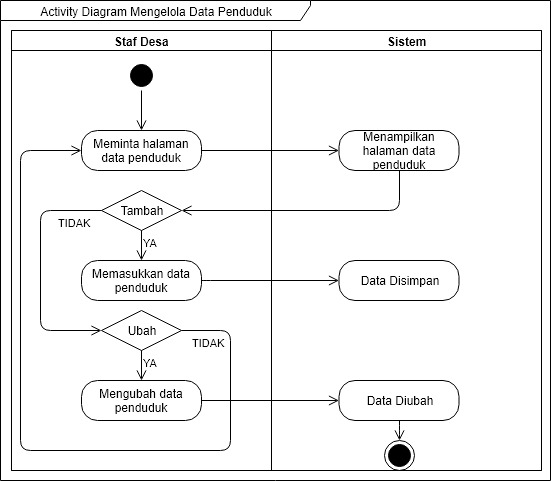 Activity Diagram Mengelola Data Penduduk
Staf Desa
Sistem
Meminta halaman
data penduduk
Menampilkan
halaman data
penduduk
Tambah
TIDAK
YA
Memasukkan data
penduduk
Data Disimpan
Ubah
TIDAK
YA
Mengubah data
penduduk
Data Diubah